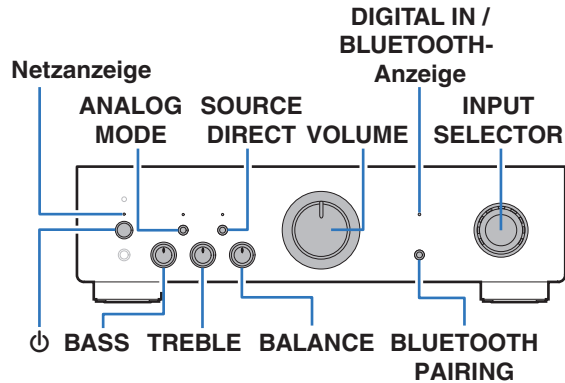 DIGITAL IN /
BLUETOOTH-
Anzeige
Netzanzeige
ANALOG
MODE
SOURCE
DIRECT
VOLUME
INPUT
SELECTOR
⏻ BASS TREBLE BALANCE BLUETOOTH
PAIRING